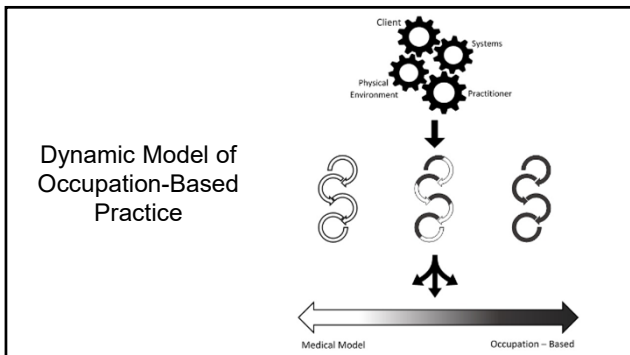 Dynamic Model of
Occupation-Based
Practice
Client
Systems
Physical
Environment
Practitioner
Medical Model
Occupation – Based